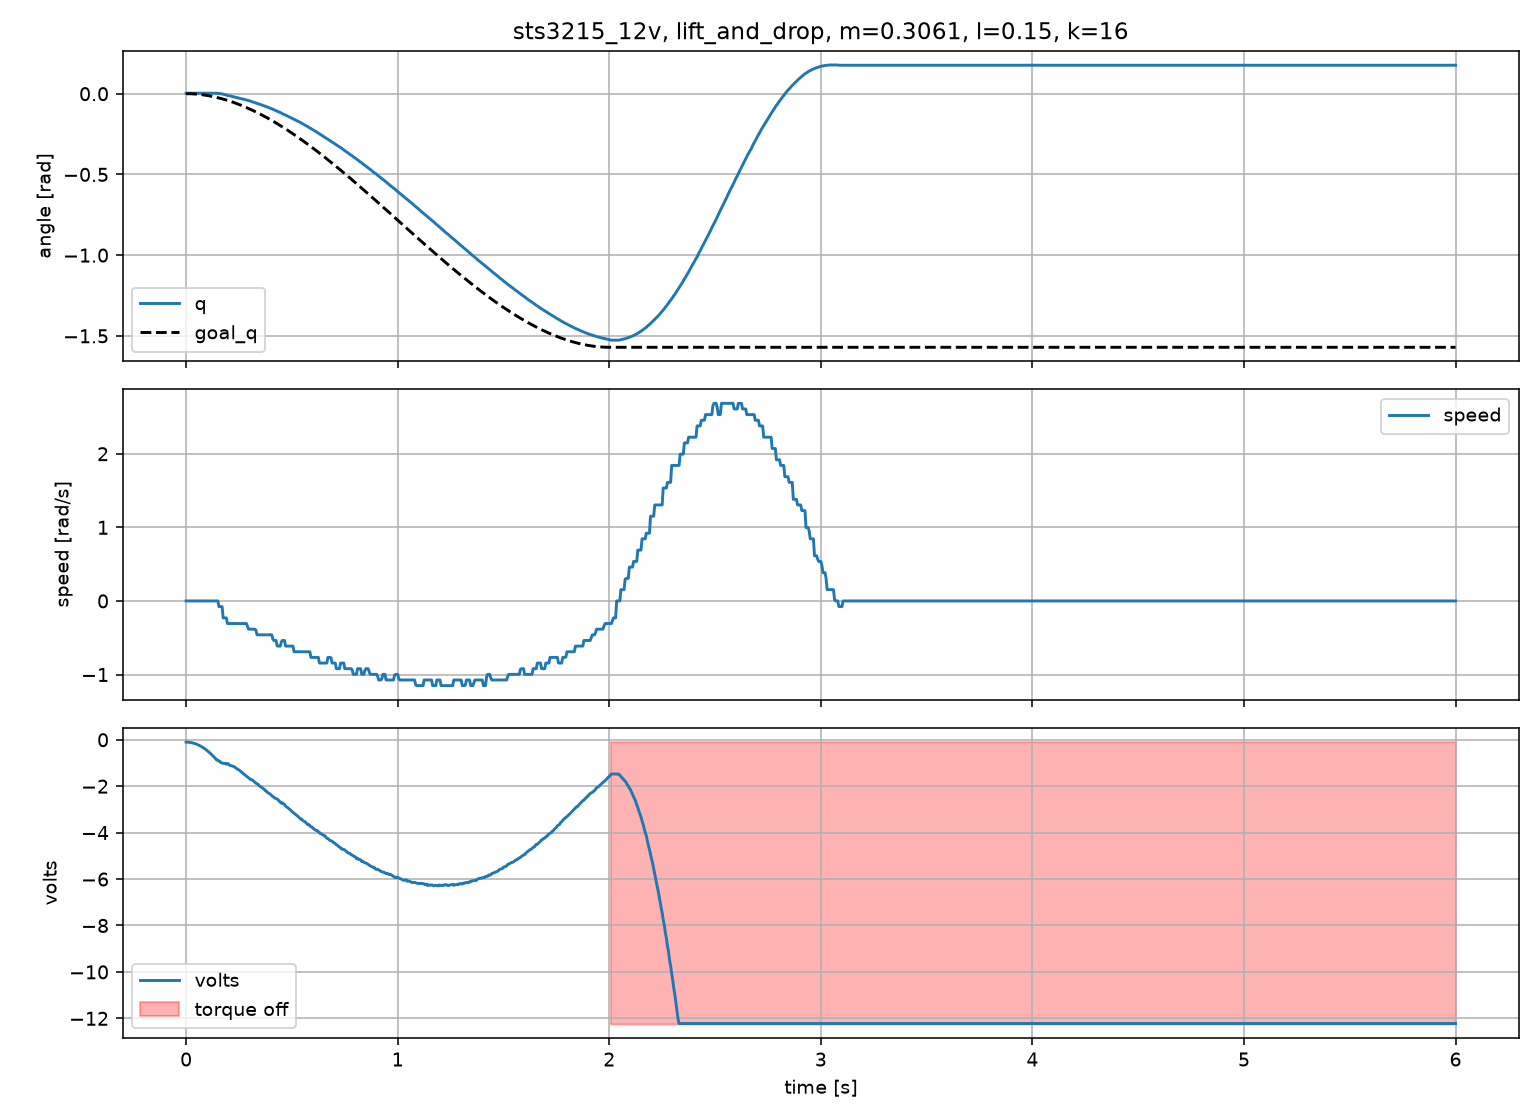 sts3215_12v, lift_and_drop, m=0.3061, l=0.15, k=16
0.0
−0.5
−1.0
−1.5
angle [rad]
q
goal_q
2
1
0
−1
speed [rad/s]
speed
0
−2
−4
−6
−8
−10
−12
volts
volts
torque off
0 1 2 3 4 5 6
time [s]